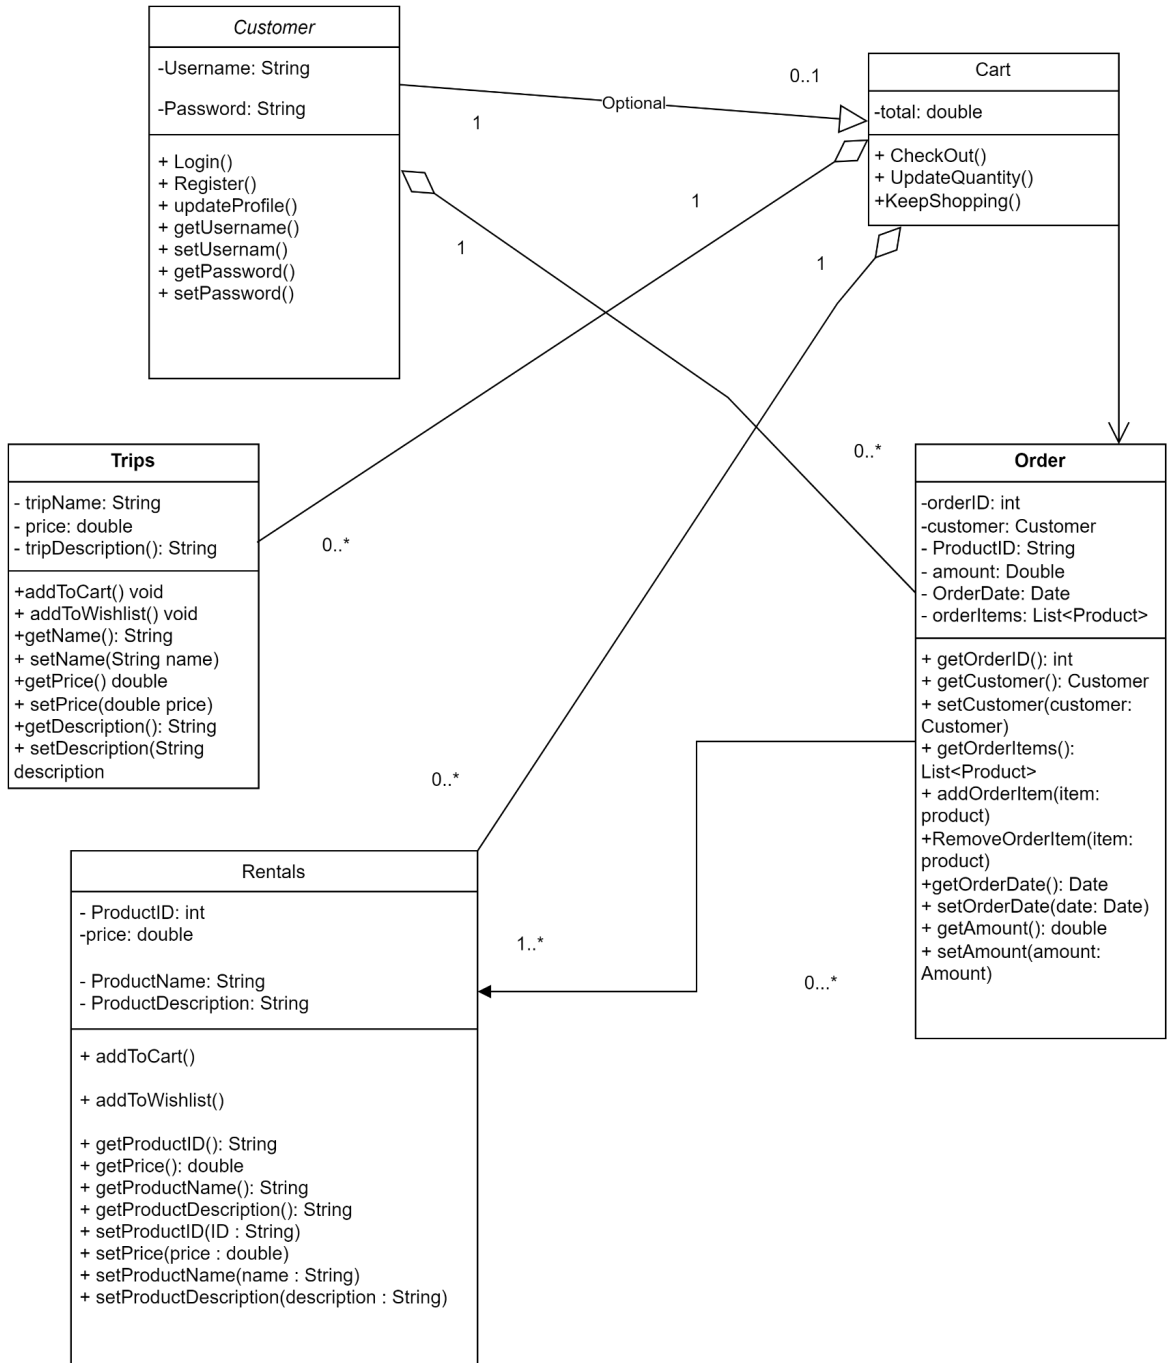 Customer
-Username: String
-Password: String
+ Login()
+ Register()
+ updateProfile()
+ getUsername()
+ setUsernam()
+ getPassword()
+ setPassword()
Optional
0..1
1
1
1
1
Cart
-total: double
+ CheckOut()
+ UpdateQuantity()
+KeepShopping()
Trips
- tripName: String
- price: double
- tripDescription(): String
+addToCart() void
+ addToWishlist() void
+getName(): String
+ setName(String name)
+getPrice() double
+ setPrice(double price)
+getDescription(): String
+ setDescription(String
description
0..*
0..*
0..*
Order
-orderID: int
-customer: Customer
- ProductID: String
- amount: Double
- OrderDate: Date
- orderItems: List<Product>
+ getOrderID(): int
+ getCustomer(): Customer
+ setCustomer(customer:
Customer)
+ getOrderItems():
List<Product>
+ addOrderItem(item:
product)
+RemoveOrderItem(item:
product)
+getOrderDate(): Date
+ setOrderDate(date: Date)
+ getAmount(): double
+ setAmount(amount:
Amount)
1..*
0...*
Rentals
- ProductID: int
-price: double
- ProductName: String
- ProductDescription: String
+ addToCart()
+ addToWishlist()
+ getProductID(): String
+ getPrice(): double
+ getProductName(): String
+ getProductDescription(): String
+ setProductID(ID : String)
+ setPrice(price : double)
+ setProductName(name : String)
+ setProductDescription(description : String)